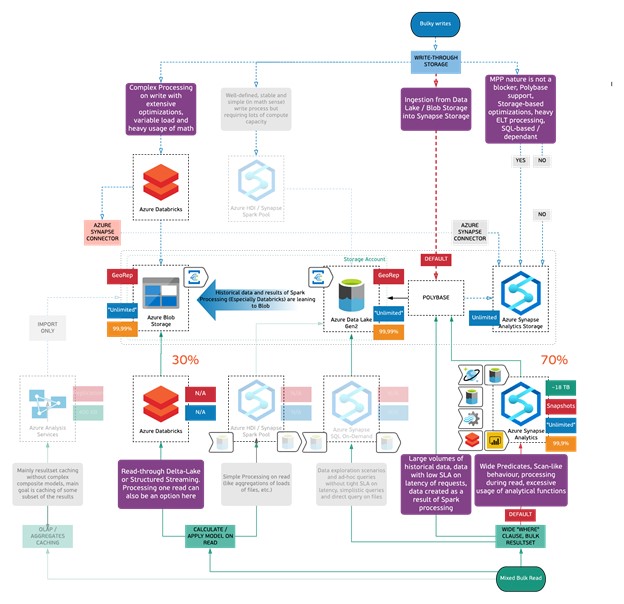 Bulky writes
WRITE-THROUGH
STORAGE
Complex Processing
on write with
extensive
optimizations,
variable load and
heavy usage of math
Well-defined, stable and
simple (in math sense)
write process but
requiring lots of compute
capacity
Ingestion from Data
Lake / Blob Storage
into Synapse Storage
MPP nature is not a
blocker, Polybase
support,
Storage-based
optimizations, heavy
ELT processing,
SQL-based /
dependant
YES
NO
Azure Databricks
Azure HDI / Synapse
Spark Pool
NO
AZURE
SYNAPSE
CONNECTOR
AZURE
SYNAPSE
CONNECTOR
Storage Account
DEFAULT
GeoRep
"Unlimited"
99,99%
Azure Blob
Storage
Historical data and results of Spark
Processing (Especially Databricks) are leaning
to Blob
Azure Data Lake
Gen2
GeoRep
"Unlimited"
99,99%
POLYBASE
Unlimited
Azure Synapse
Analytics Storage
IMPORT
ONLY
30%
70%
Azure Analysis
Services
Azure Databricks
N/A
N/A
Azure HDI / Synapse
Spark Pool
Azure Synapse
SQL On-Demand
Azure Synapse
Analytics
~18 TB
Snapshots
"Unlimited"
99,9%
Mainly resultset caching
without complex
composite models, main
goal is caching of some
subset of the results
Read-through Delta-Lake
or Structured Streaming.
Processing one read can
also be an option here
Simple Processing on read
(like aggregations of loads
of files, etc.)
Data exploration scenarios
and ad-hoc queries
without tight SLA on
latency, simplistic queries
and direct query on files.
Large volumes of
historical data, data
with low SLA on
latency of requests,
data created as a
result of Spark
processing
Wide Predicates, Scan-like
behaviour, processing
during read, excessive
usage of analytical functions
DEFAULT
OLAP /
AGGREGATES
CACHING
CALCULATE /
APPLY MODEL ON
READ
WIDE "WHERE"
CLAUSE, BULK
RESULTSET
Mixed Bulk Read